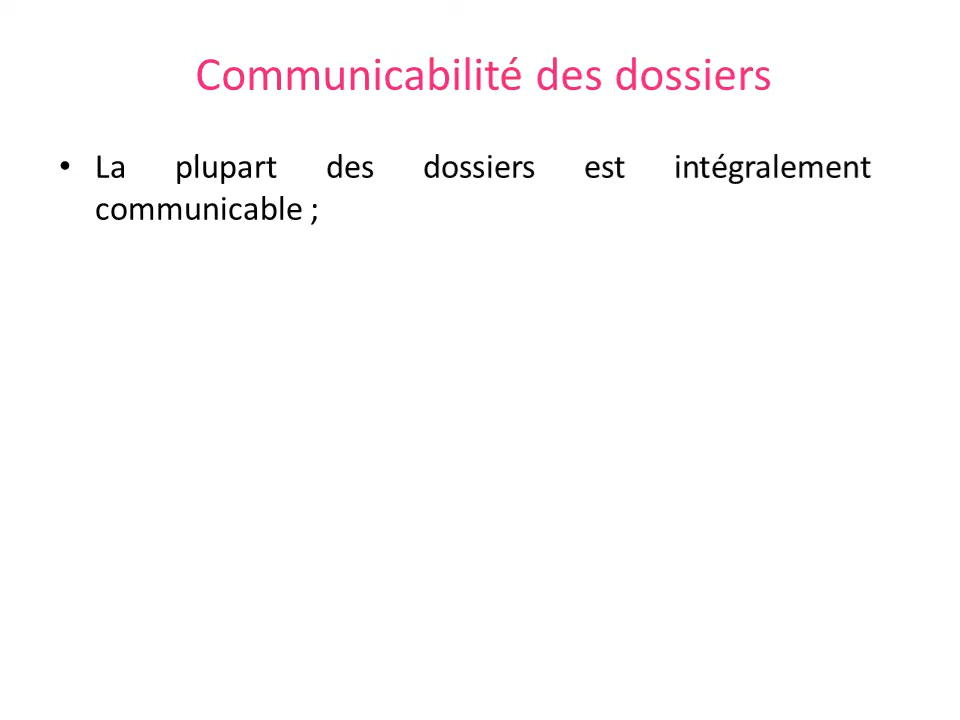 Communicabilité des dossiers
• La plupart des dossiers est intégralement
communicable ;